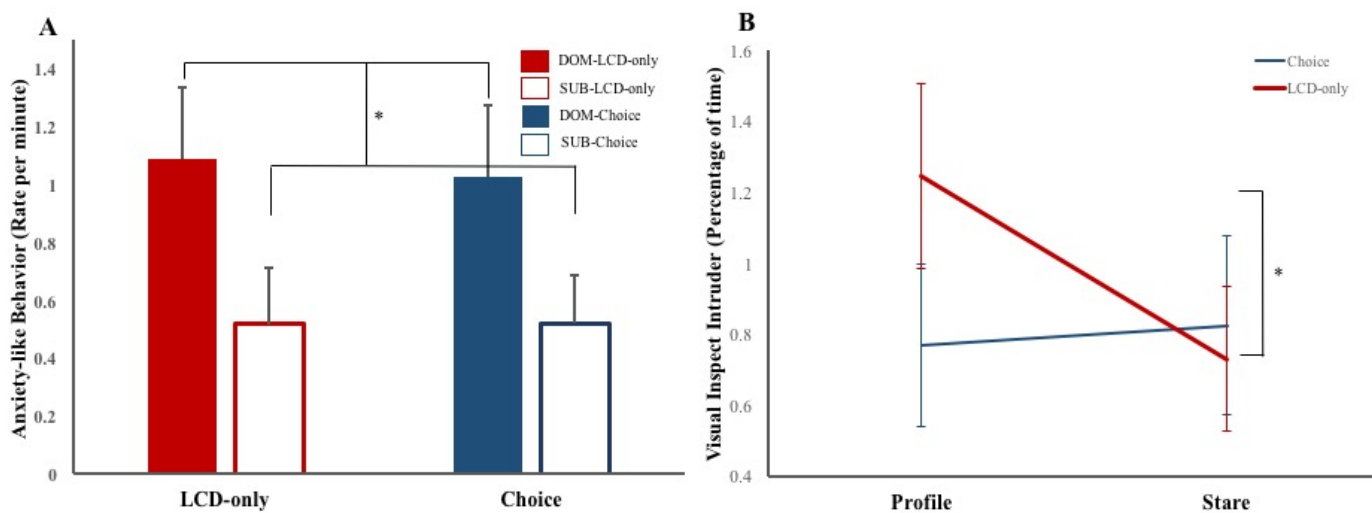 A
Anxiety-like Behavior (Rate per minute)
1.4
1.2
1
0.8
0.6
0.4
0.2
0
DOM-LCD-only
SUB-LCD-only
DOM-Choice
SUB-Choice
*
LCD-only
Choice
B
Visual Inspect Intruder (Percentage of time)
1.6
1.4
1.2
1
0.8
0.6
0.4
Choice
LCD-only
*
Profile
Stare